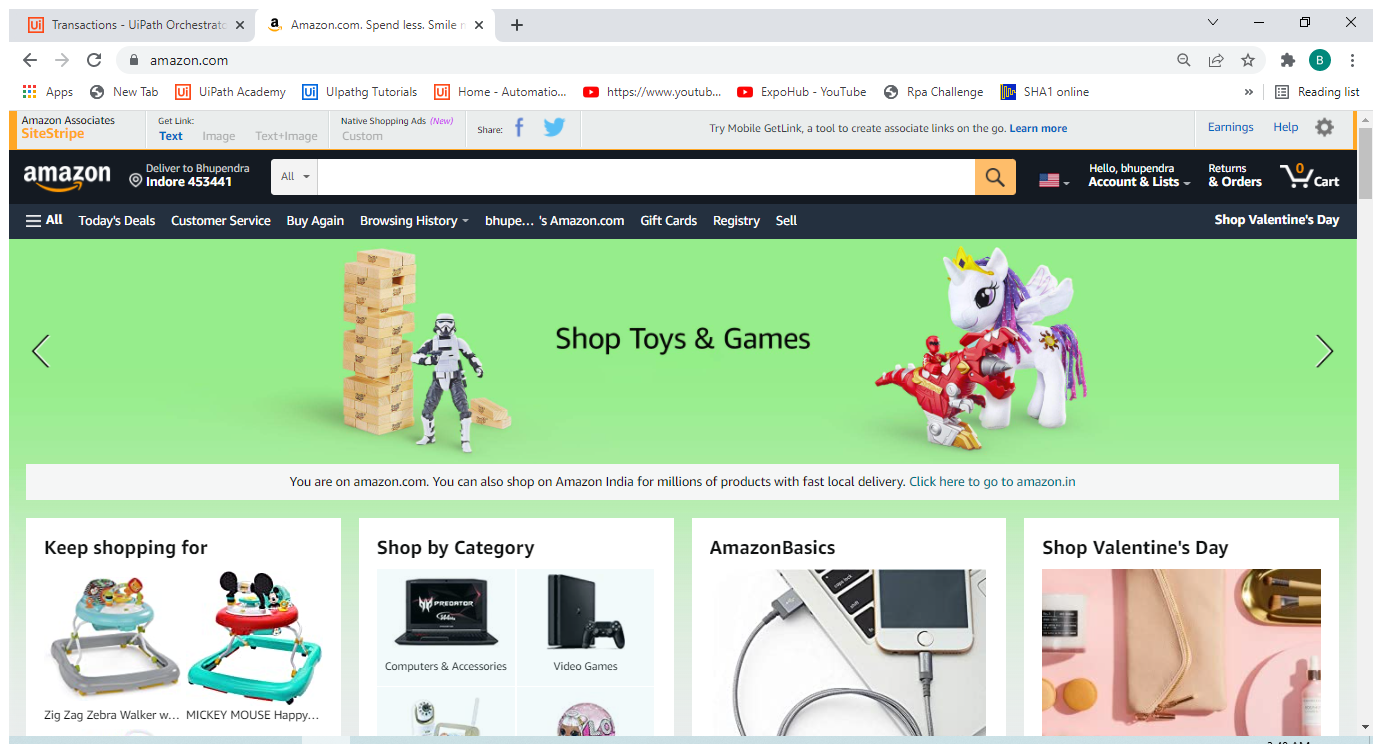 Transactions - UiPath Orchestrato
Amazon.com. Spend less. Smile m
amazon.com
B
Apps
New Tab
UiPath Academy
UIpathg Tutorials
Home - Automatio...
https://www.youtub...
ExpoHub - YouTube
Rpa Challenge
SHA1 online
»
Reading list
Amazon Associates
SiteStripe
Get Link:
Text Image Text+Image
Native Shopping Ads (New)
Custom
Share:
Try Mobile GetLink, a tool to create associate links on the go. Learn more
Earnings
Help
amazon
Deliver to Bhupendra
Indore 453441
All
Hello, bhupendra
Account & Lists
Returns
& Orders
0
Cart
All Today's Deals Customer Service Buy Again Browsing History bhupe... 's Amazon.com Gift Cards Registry Sell
Shop Valentine's Day
Shop Toys & Games
You are on amazon.com. You can also shop on Amazon India for millions of products with fast local delivery. Click here to go to amazon.in
Keep shopping for
Zig Zag Zebra Walker w...
MICKEY MOUSE Happy...
Shop by Category
PREDATOR
Computers & Accessories
Video Games
AmazonBasics
caps lock
shift
Shop Valentine's Day